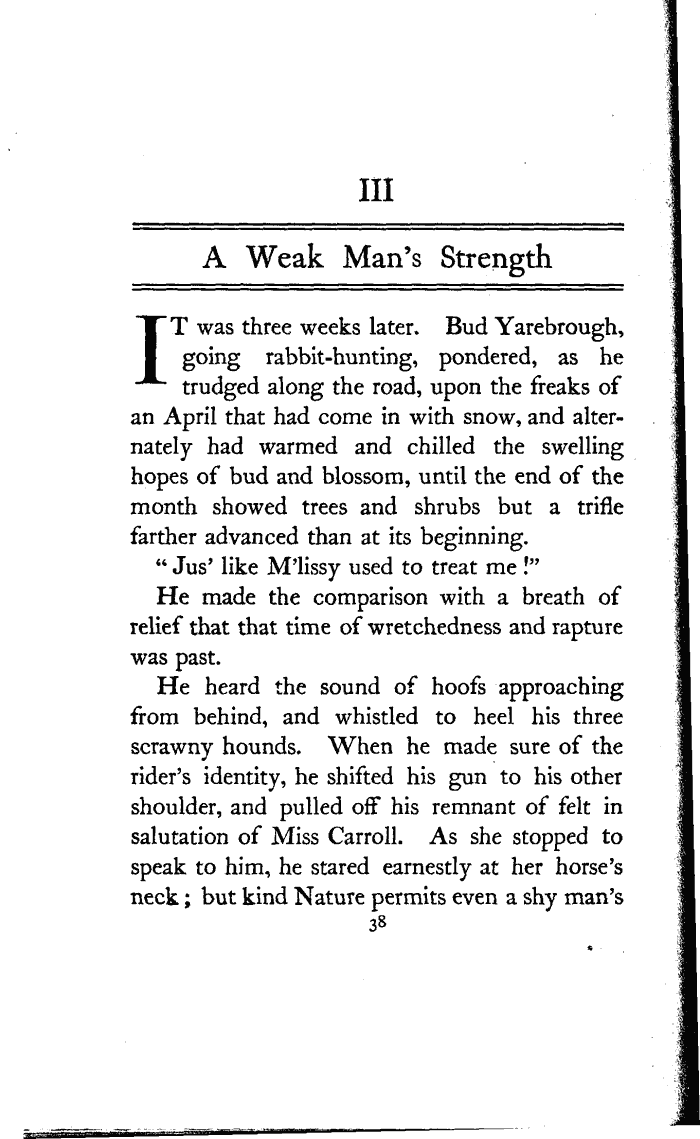 III
A Weak Man's Strength
IT was three weeks later. Bud Yarebrough,
going rabbit-hunting, pondered, as he
trudged along the road, upon the freaks of
an April that had come in with snow, and alter-
nately had warmed and chilled the swelling
hopes of bud and blossom, until the end of the
month showed trees and shrubs but a trifle
farther advanced than at its beginning.
“ Jus' like M'lissy used to treat me !”
He made the comparison with a breath of
relief that that time of wretchedness and rapture
was past.
He heard the sound of hoofs approaching
from behind, and whistled to heel his three
scrawny hounds. When he made sure of the
rider's identity, he shifted his gun to his other
shoulder, and pulled off his remnant of felt in
salutation of Miss Carroll. As she stopped to
speak to him, he stared earnestly at her horse's
neck ; but kind Nature permits even a shy man's
38